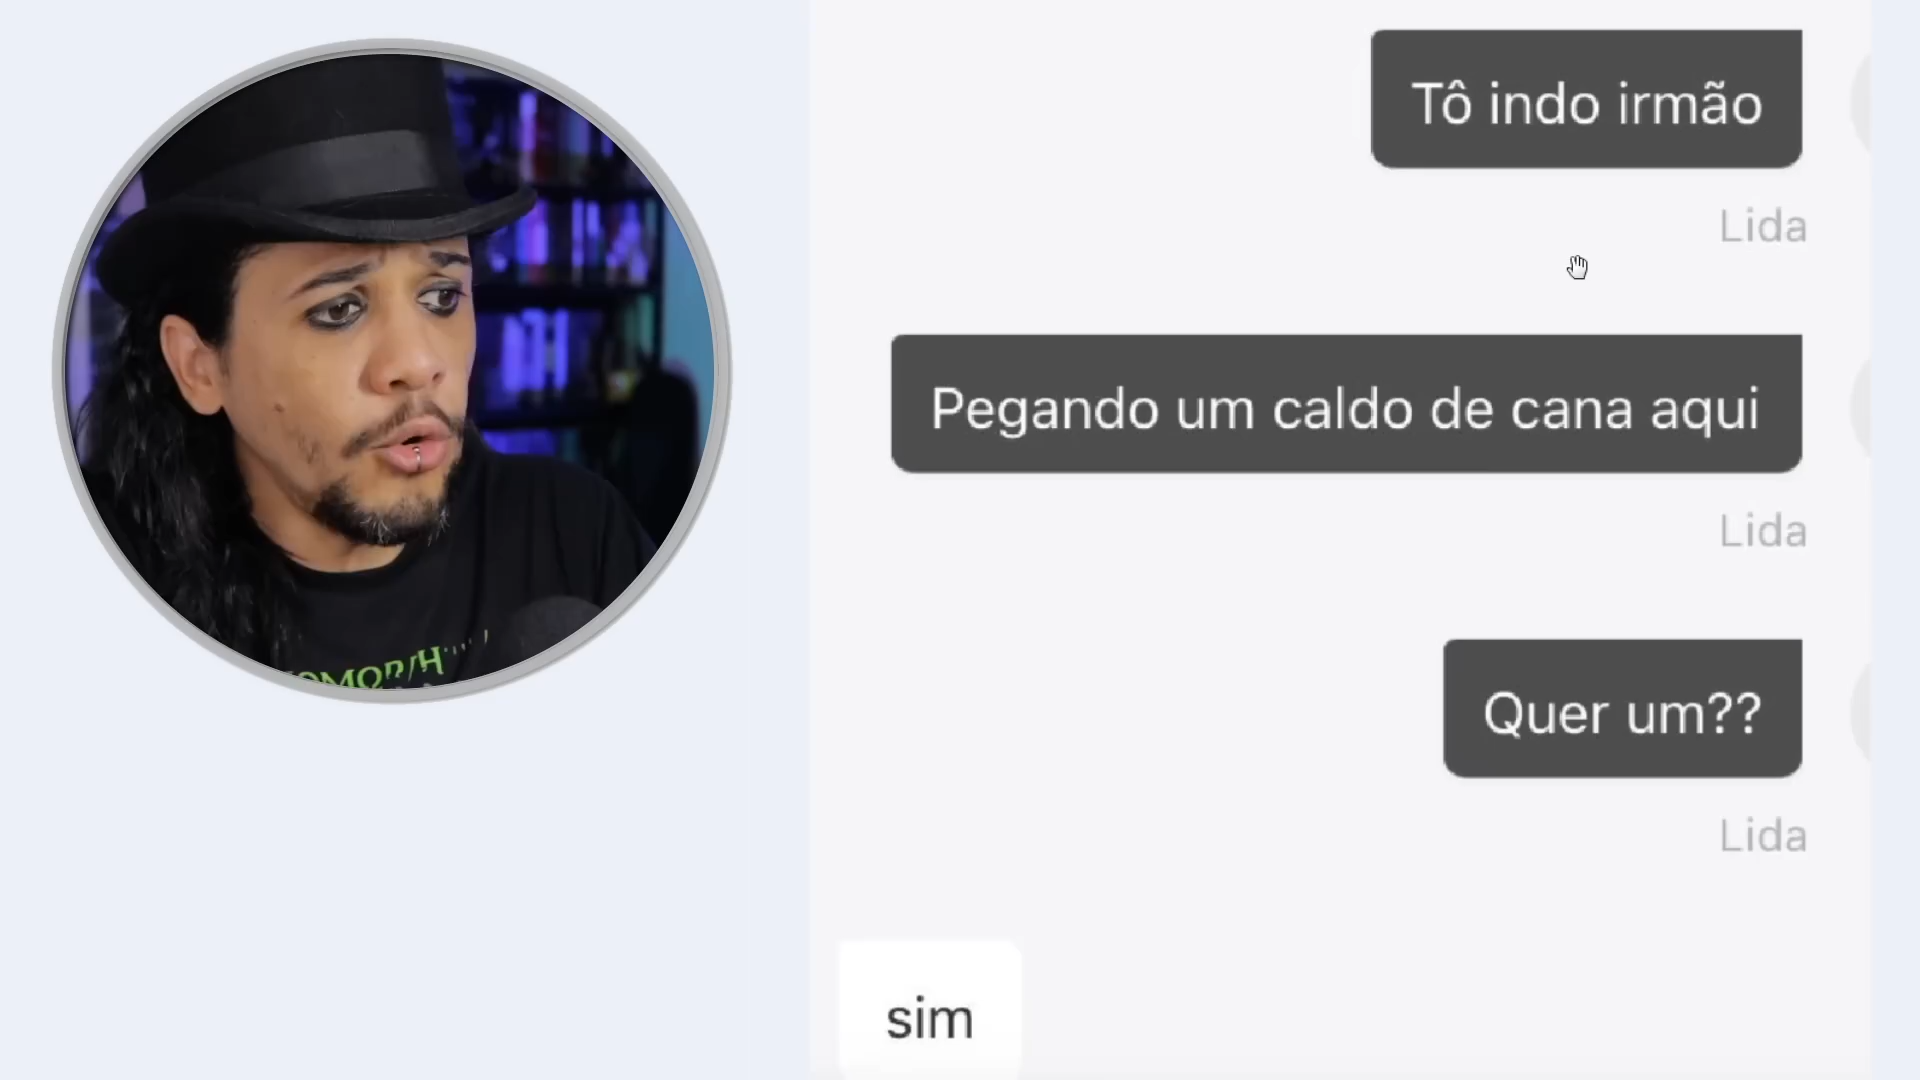 Tô indo irmão
Lida
Pegando um caldo de cana aqui
Lida
Quer um??
Lida
sim